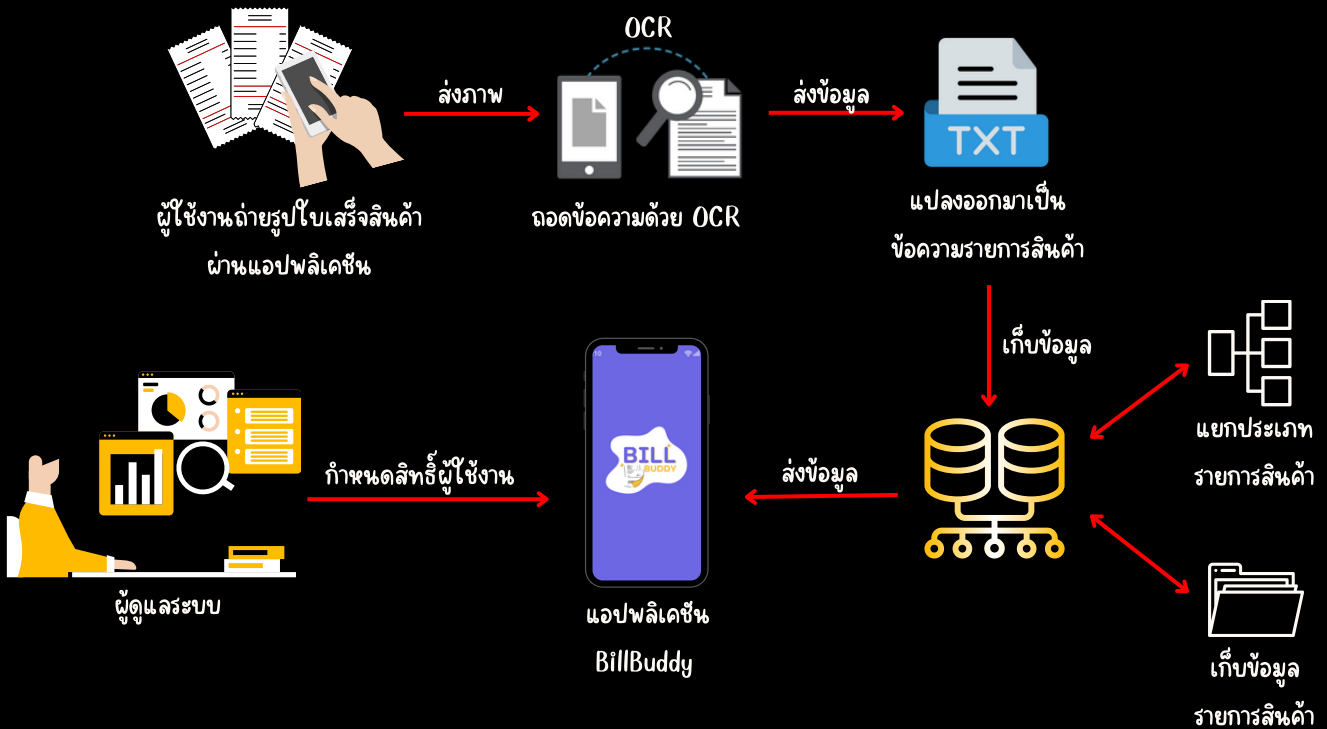 OCR
ส่งภาพ
ส่งข้อมูล
TXT
ผู้ใช้งานถ่ายรูปใบเสร็จสินค้า
ผ่านแอปพลิเคชัน
ถอดข้อความด้วย OCR
แปลงออกมาเป็น
ข้อความรายการสินค้า
เก็บข้อมูล
แยกประเภท
รายการสินค้า
กำหนดสิทธิ์ผู้ใช้งาน
10
BILL
BUDDY
ส่งข้อมูล
ผู้ดูแลระบบ
แอปพลิเคชัน
BillBuddy
เก็บข้อมูล
รายการสินค้า